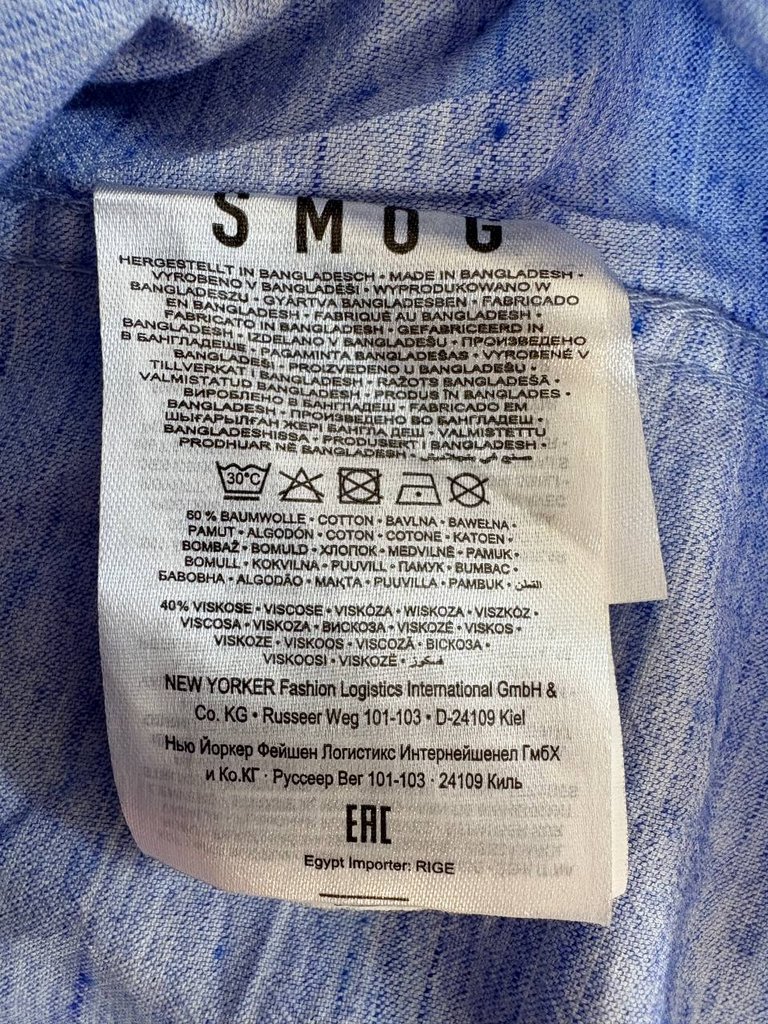 SMOG
HERGESTELLT IN BANGLADESCH • MADE IN BANGLADESH •
VYROBENO V BANGLADÉŠI • WYPRODUKOWANO W
BANGLADESZU • GYÁRTVA BANGLADESBEN • FABRICADO
EN BANGLADESH • FABRIQUÉ AU BANGLADESH •
FABRICATO IN BANGLADESH • GEFABRICEERD IN
BANGLADESH • IZDELANO V BANGLADEŠU • ПРОИЗВЕДЕНО
В БАНГЛАДЕШЕ • PAGAMINTA BANGLADEŠAS • VYROBENÉ V
BANGLADEŠI • PROIZVEDENO U BANGLADEŠU •
TILLVERKAT I BANGLADESH • RAŽOTS BANGLADEŠĀ •
VALMISTATUD BANGLADESH • PRODUS ÎN BANGLADES •
ВИРОБЛЕНО В БАНГЛАДЕШ • FABRICADO EM
BANGLADESH • ПРОИЗВЕДЕНО ВО БАНГЛАДЕШ •
ШЫҒАРЫЛҒАН ЖЕРІ БАНГЛАДЕШ • VALMISTETTU
BANGLADESHISSA • PRODUSERT I BANGLADESH •
PRODHUAR NË BANGLADESH •
30°C
60 % BAUMWOLLE • COTTON • BAVLNA • BAWEŁNA •
PAMUT • ALGODÓN • COTON • COTONE • KATOEN •
BOMBAŽ • BOMULD • ХЛОПОК • MEDVILNĖ • PAMUK •
BOMULL • KOKVILNA • PUUVILL • ПАМУК • BUMBAC •
БАВОВНА • ALGODÃO • МАҚТА • PUUVILLA • PAMBUK • القطن
40% VISKOSE • VISCOSE • VISKÓZA • WISKOZA • VISZKÓZ •
VISCOSA • VISKOZA • ВИСКОЗА • VISKOZĖ • VISKOS •
VISKOZE • VISKOOS • VISCOZĂ • ВІСКОЗА •
VISKOOSI • VISKOZË • فسكوز
NEW YORKER Fashion Logistics International GmbH &
Co. KG • Russeer Weg 101-103 • D-24109 Kiel
Нью Йоркер Фейшен Логистикс Интернейшенел ГмбХ
и Ко.КГ · Руссеер Вег 101-103 · 24109 Киль
EAC
Egypt Importer: RIGE